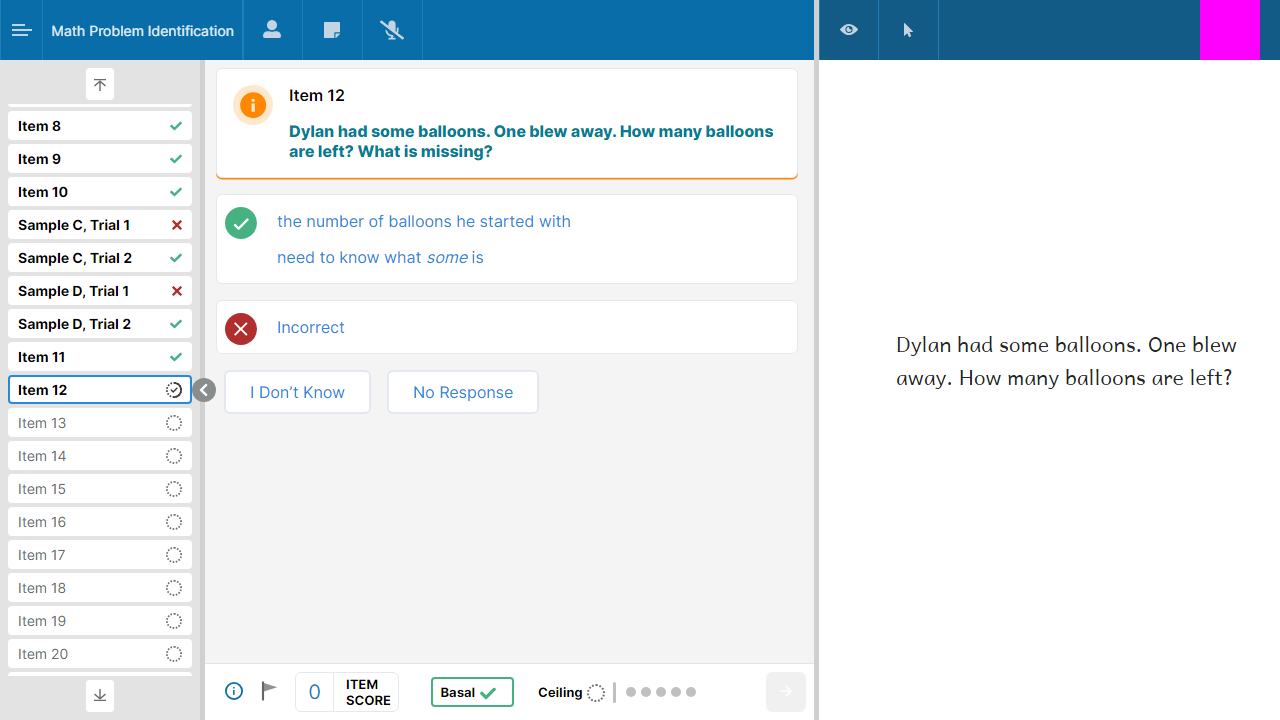 Math Problem Identification
Item 8
Item 9
Item 10
Sample C, Trial 1
Sample C, Trial 2
Sample D, Trial 1
Sample D, Trial 2
Item 11
Item 12
Item 13
Item 14
Item 15
Item 16
Item 17
Item 18
Item 19
Item 20
Item 12
Dylan had some balloons. One blew away. How many balloons
are left? What is missing?
the number of balloons he started with
need to know what some is
Incorrect
I Don’t Know
No Response
0
ITEM
SCORE
Basal
Ceiling
Dylan had some balloons. One blew
away. How many balloons are left?